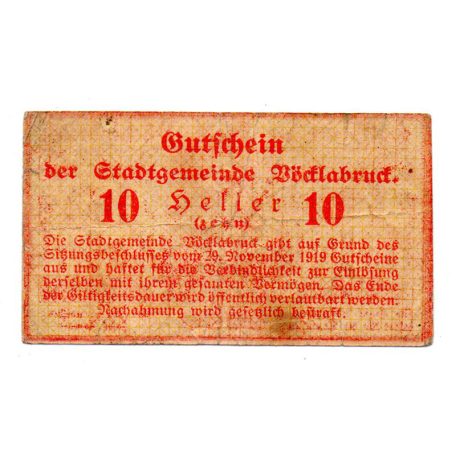 Gutschein
der Stadtgemeinde Vöcklabruck.
10 Heller 10
(zehn)
Die Stadtgemeinde Vöcklabruck gibt auf Grund des
Sitzungsbeschlusses vom 29. November 1919 Gutscheine
aus und haftet für die Verbindlichkeit zur Einlösung
derselben mit ihrem gesamten Vermögen. Das Ende
der Giltigkeitsdauer wird öffentlich verlautbart werden.
Nachahmung wird gesetzlich bestraft.